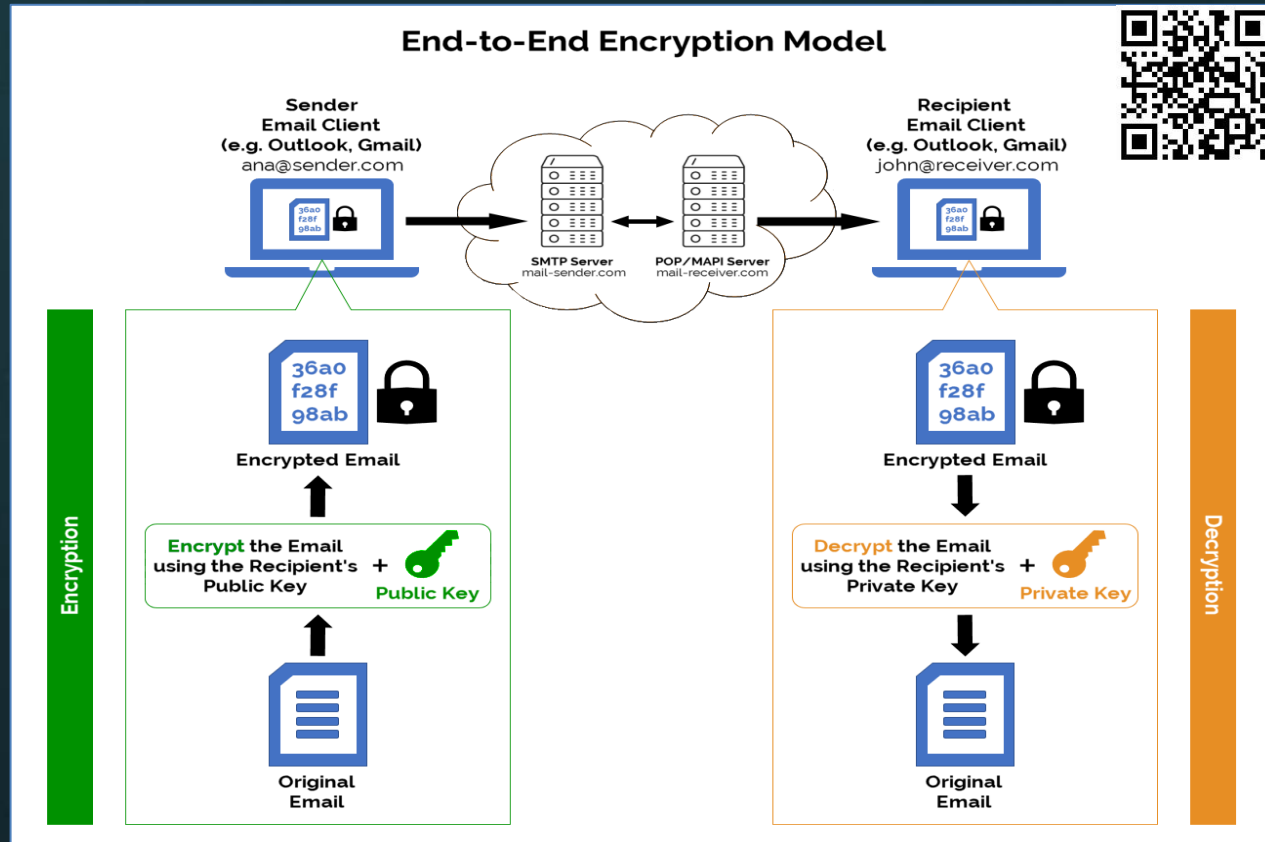 End-to-End Encryption Model
Sender
Email Client
(e.g. Outlook, Gmail)
ana@sender.com
36a0
f28f
98ab
SMTP Server
mail-sender.com
POP/MAPI Server
mail-receiver.com
Recipient
Email Client
(e.g. Outlook, Gmail)
john@receiver.com
36a0
f28f
98ab
Encryption
36a0
f28f
98ab
Encrypted Email
Encrypt the Email
using the Recipient's
Public Key
+
Public Key
Original
Email
36a0
f28f
98ab
Encrypted Email
Decrypt the Email
using the Recipient's
Private Key
+
Private Key
Original
Email
Decryption